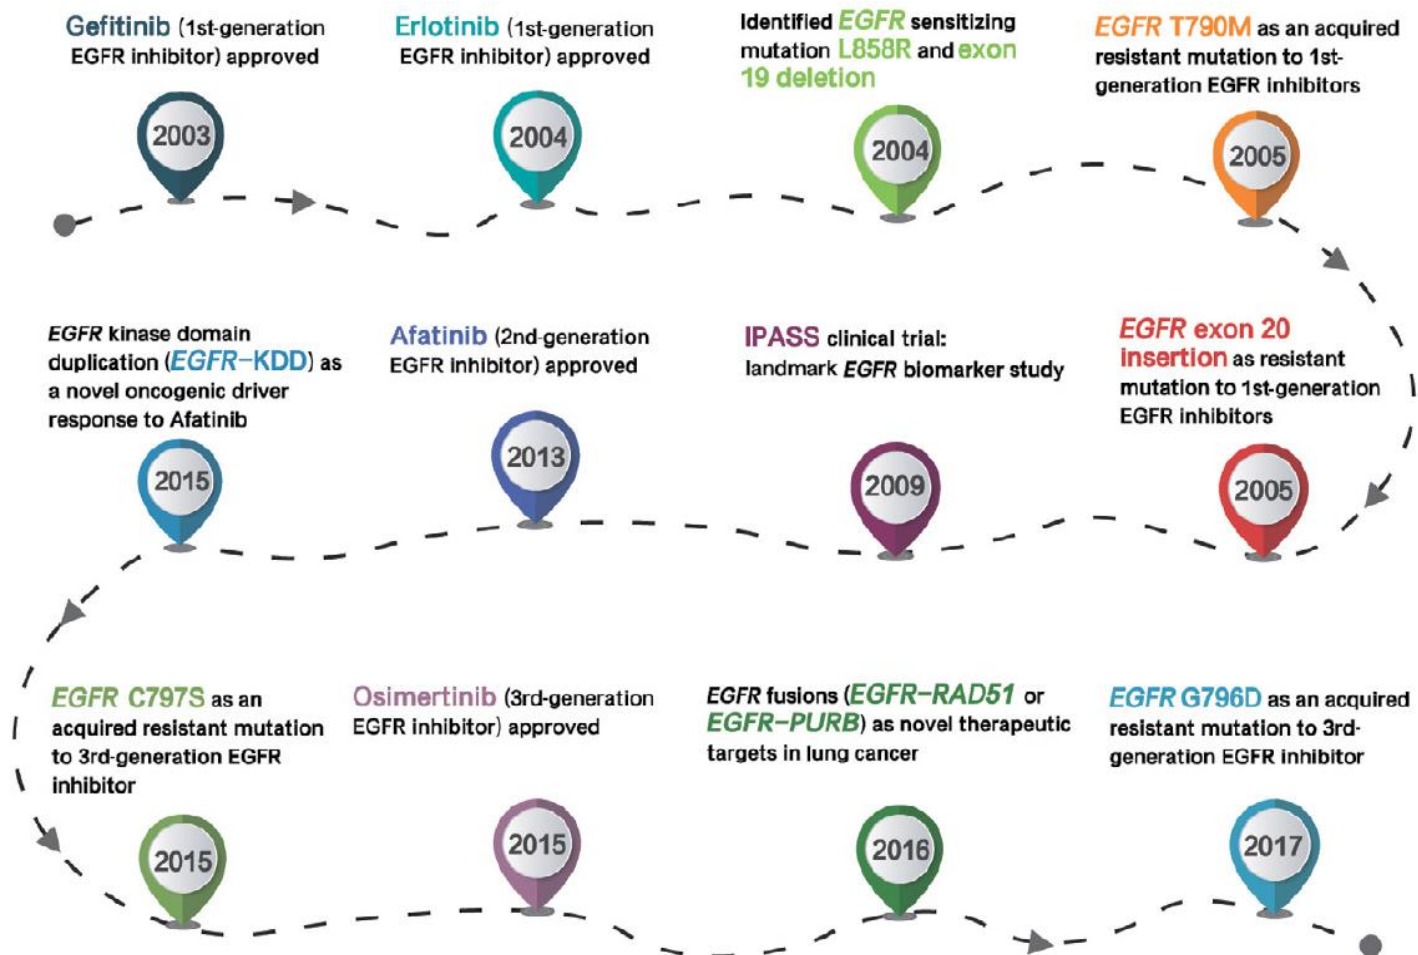 Gefitinib (1st-generation
EGFR inhibitor) approved
2003
Erlotinib (1st-generation
EGFR inhibitor) approved
2004
Identified EGFR sensitizing
mutation L858R and exon
19 deletion
2004
EGFR T790M as an acquired
resistant mutation to 1st-
generation EGFR inhibitors
2005
EGFR exon 20
insertion as resistant
mutation to 1st-generation
EGFR inhibitors
2005
IPASS clinical trial:
landmark EGFR biomarker study
2009
Afatinib (2nd-generation
EGFR inhibitor) approved
2013
EGFR kinase domain
duplication (EGFR-KDD) as
a novel oncogenic driver
response to Afatinib
2015
EGFR C797S as an
acquired resistant mutation
to 3rd-generation EGFR
inhibitor
2015
Osimertinib (3rd-generation
EGFR inhibitor) approved
2015
EGFR fusions (EGFR-RAD51 or
EGFR-PURB) as novel therapeutic
targets in lung cancer
2016
EGFR G796D as an acquired
resistant mutation to 3rd-
generation EGFR inhibitor
2017